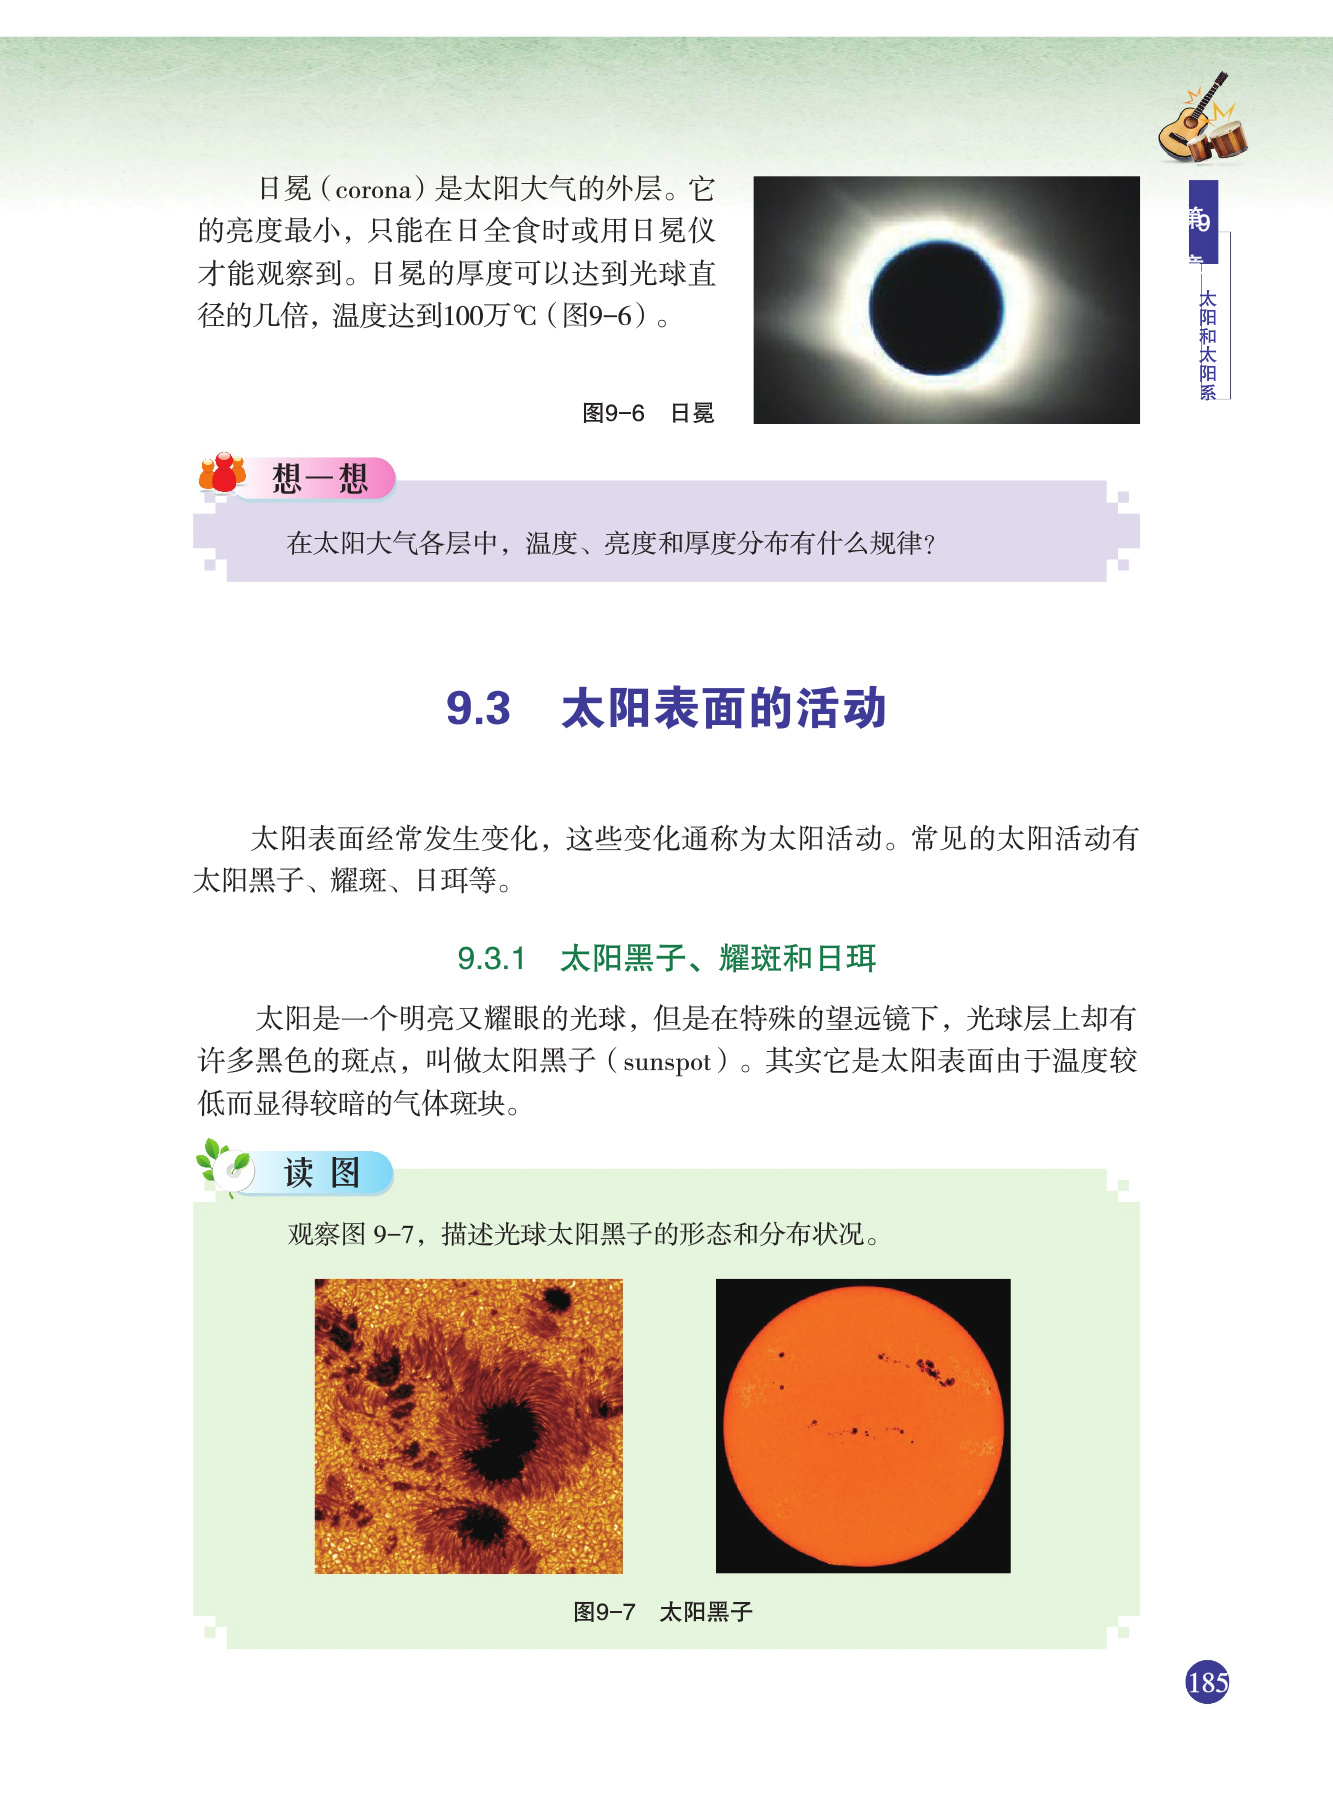 日冕（corona）是太阳大气的外层。它
的亮度最小，只能在日全食时或用日冕仪
才能观察到。日冕的厚度可以达到光球直
径的几倍，温度达到100万℃（图9-6）。
图9-6 日冕
第9章
太阳和太阳系
想一想
在太阳大气各层中，温度、亮度和厚度分布有什么规律？
9.3 太阳表面的活动
太阳表面经常发生变化，这些变化通称为太阳活动。常见的太阳活动有
太阳黑子、耀斑、日珥等。
9.3.1 太阳黑子、耀斑和日珥
太阳是一个明亮又耀眼的光球，但是在特殊的望远镜下，光球层上却有
许多黑色的斑点，叫做太阳黑子（sunspot）。其实它是太阳表面由于温度较
低而显得较暗的气体斑块。
读图
观察图 9-7，描述光球太阳黑子的形态和分布状况。
图9-7 太阳黑子
185